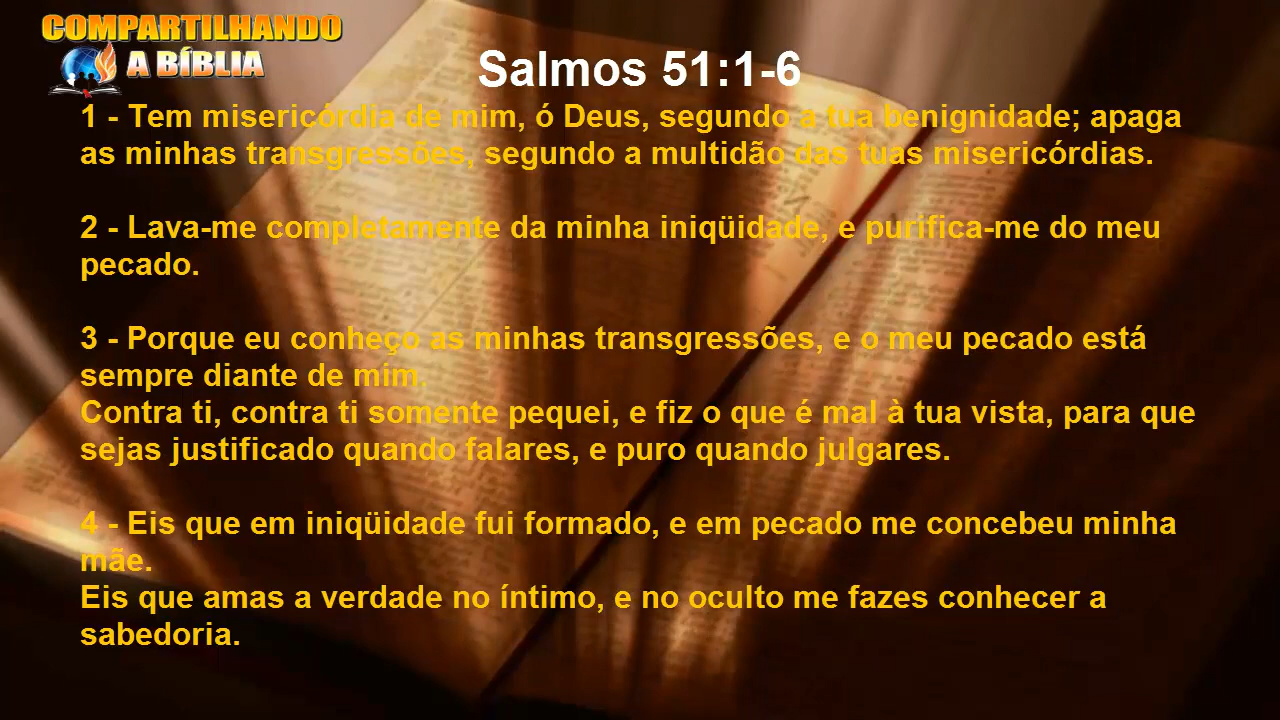 COMPARTILHANDO
A BÍBLIA
Salmos 51:1-6
1 - Tem misericórdia de mim, ó Deus, segundo a tua benignidade; apaga
as minhas transgressões, segundo a multidão das tuas misericórdias.
2 - Lava-me completamente da minha iniqüidade, e purifica-me do meu
pecado.
3 - Porque eu conheço as minhas transgressões, e o meu pecado está
sempre diante de mim.
Contra ti, contra ti somente pequei, e fiz o que é mal à tua vista, para que
sejas justificado quando falares, e puro quando julgares.
4 - Eis que em iniqüidade fui formado, e em pecado me concebeu minha
mãe.
Eis que amas a verdade no íntimo, e no oculto me fazes conhecer a
sabedoria.